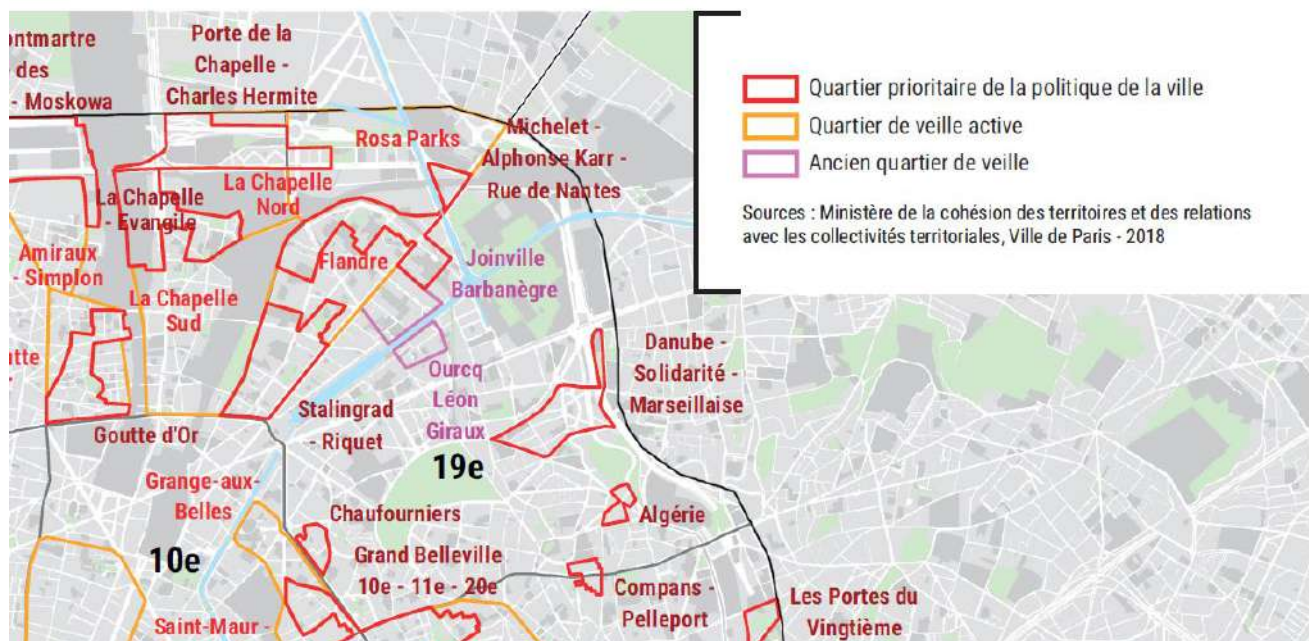 ontmartre
des
- Moskowa
Porte de la
Chapelle -
Charles Hermite
Rosa Parks
Michelet -
Alphonse Karr -
Rue de Nantes
La Chapelle
- Evangile
La Chapelle
Nord
Amiraux
- Simplon
Flandre
Joinville
Barbanègre
La Chapelle
Sud
Ourcq
Léon
Giraux
Danube -
Solidarité -
Marseillaise
Stalingrad
- Riquet
Goutte d'Or
19e
Grange-aux-
Belles
Chaufourniers
Algérie
10e
Grand Belleville
10e - 11e - 20e
Compans -
Pelleport
Les Portes du
Vingtième
Saint-Maur -
Quartier prioritaire de la politique de la ville
Quartier de veille active
Ancien quartier de veille
Sources : Ministère de la cohésion des territoires et des relations
avec les collectivités territoriales, Ville de Paris - 2018